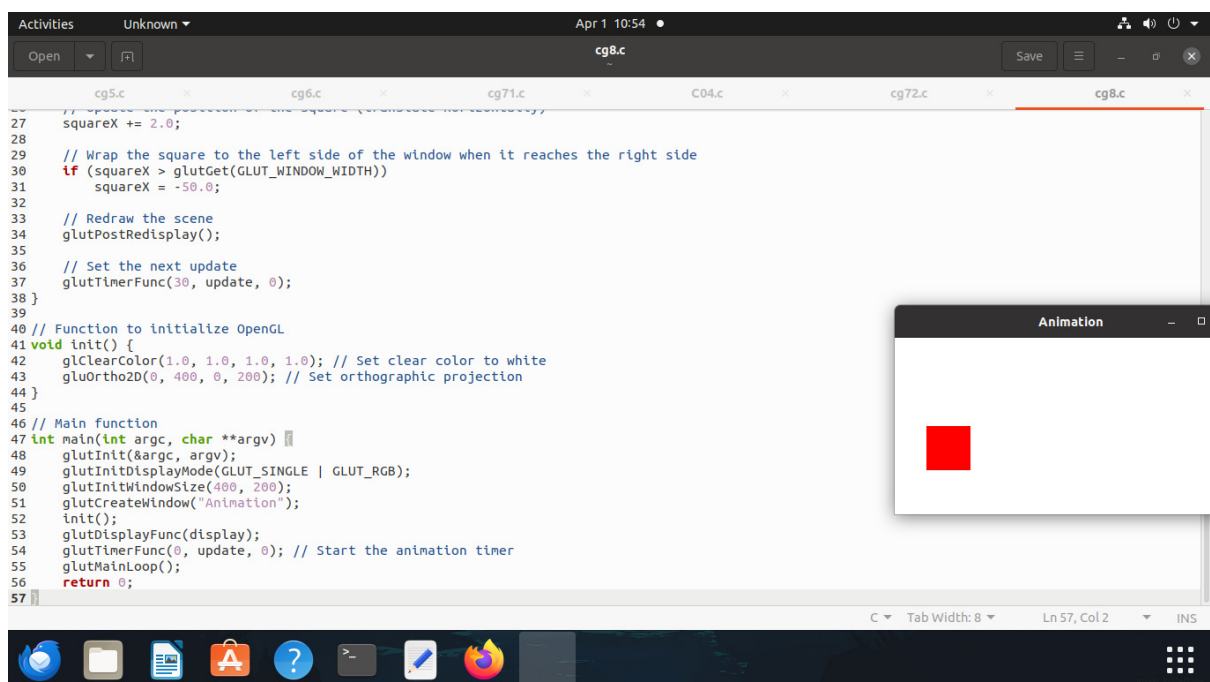 Activities Unknown Apr 1 10:54
Open cg8.c Save
~
cg5.c cg6.c cg71.c C04.c cg72.c cg8.c
// Update the position of the square (translate horizontally)
27 squareX += 2.0;
28
29 // Wrap the square to the left side of the window when it reaches the right side
30 if (squareX > glutGet(GLUT_WINDOW_WIDTH))
31 squareX = -50.0;
32
33 // Redraw the scene
34 glutPostRedisplay();
35
36 // Set the next update
37 glutTimerFunc(30, update, 0);
38 }
39
40 // Function to initialize OpenGL
41 void init() {
42 glClearColor(1.0, 1.0, 1.0, 1.0); // Set clear color to white
43 gluOrtho2D(0, 400, 0, 200); // Set orthographic projection
44 }
45
46 // Main function
47 int main(int argc, char **argv) {
48 glutInit(&argc, argv);
49 glutInitDisplayMode(GLUT_SINGLE | GLUT_RGB);
50 glutInitWindowSize(400, 200);
51 glutCreateWindow("Animation");
52 init();
53 glutDisplayFunc(display);
54 glutTimerFunc(0, update, 0); // Start the animation timer
55 glutMainLoop();
56 return 0;
57 }
Animation
C Tab Width: 8 Ln 57, Col 2 INS